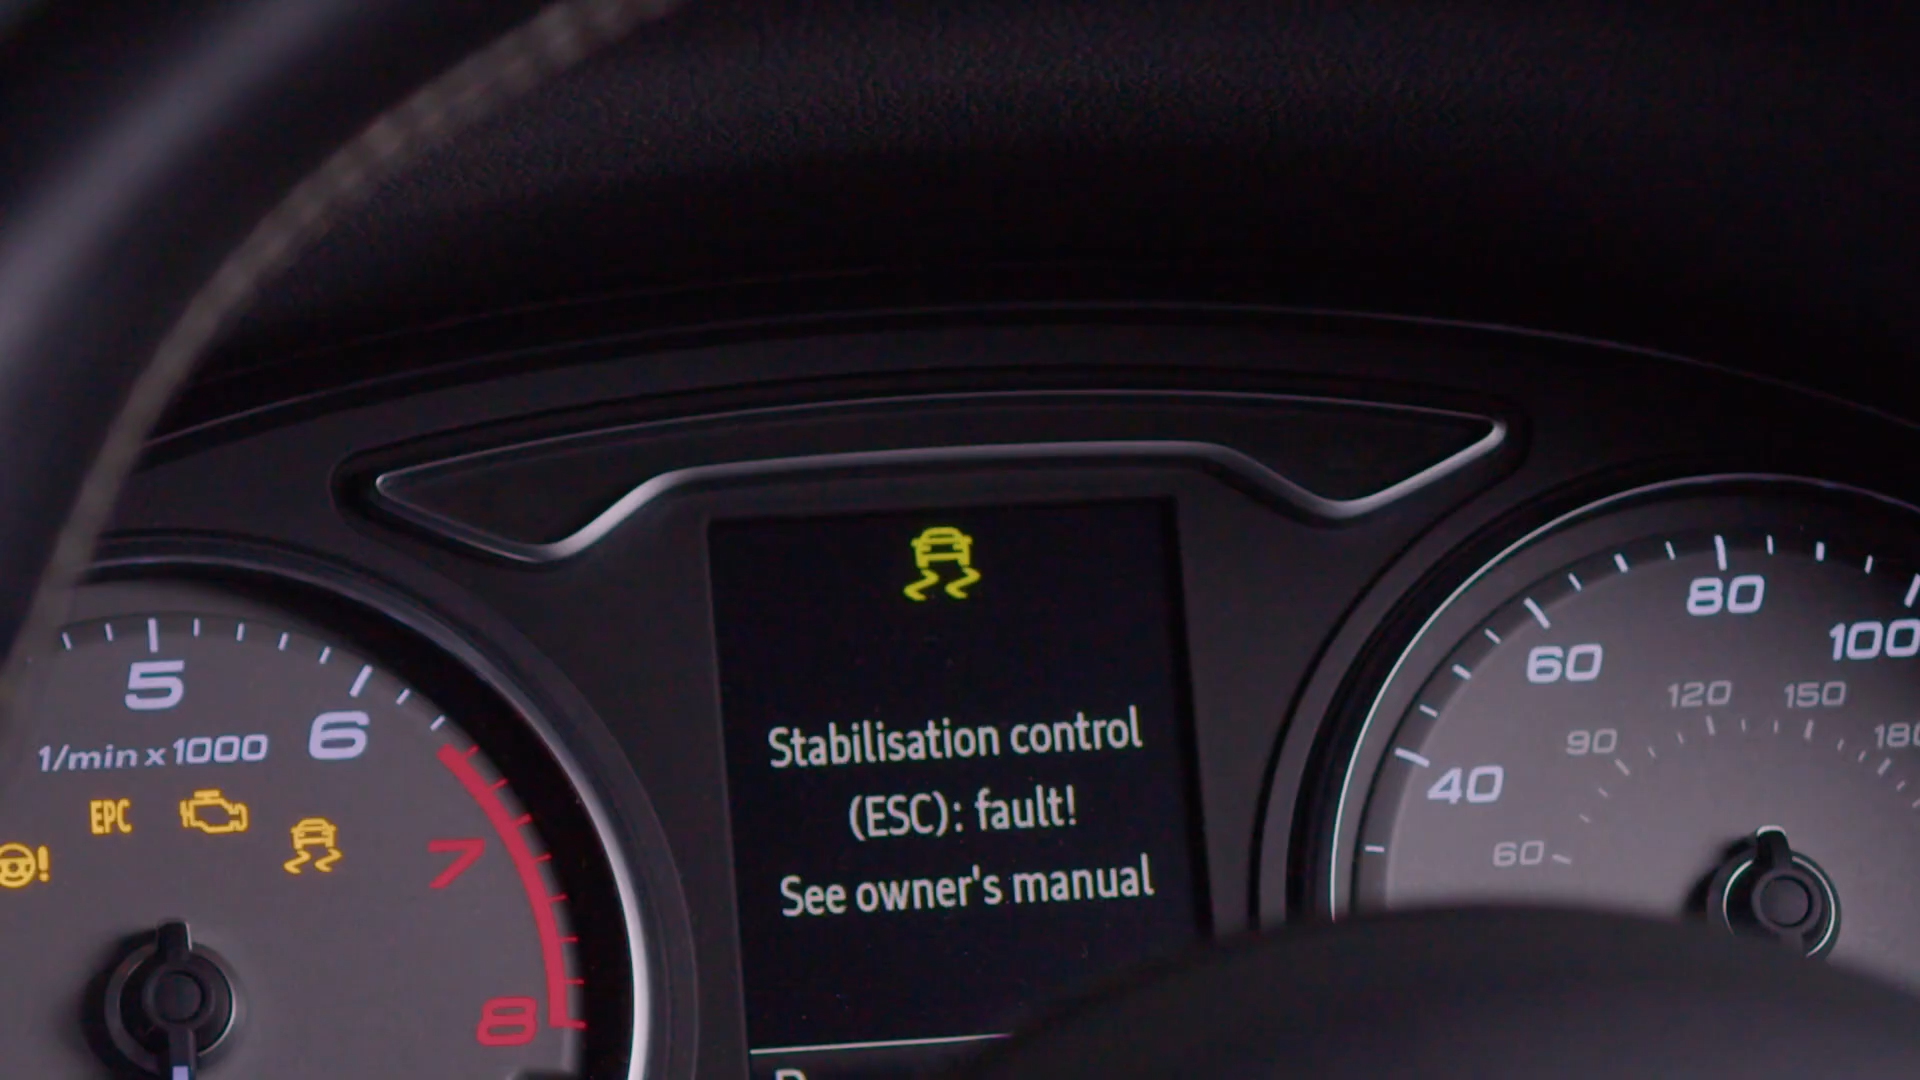 Stabilisation control
(ESC): fault!
See owner's manual
5
6
7
8
1/min x 1000
EPC
!
40
60
80
100
60
90
120
150
180